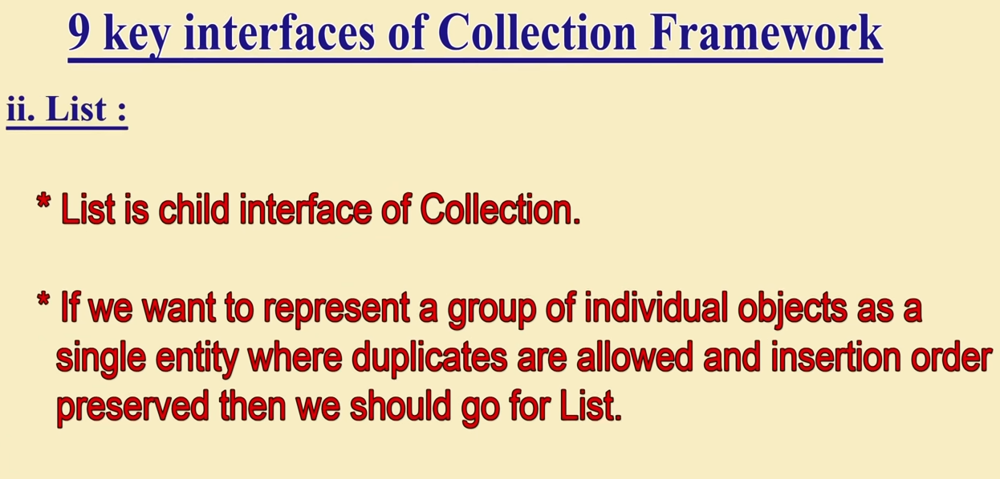 9 key interfaces of Collection Framework
ii. List :
* List is child interface of Collection.
* If we want to represent a group of individual objects as a
single entity where duplicates are allowed and insertion order
preserved then we should go for List.